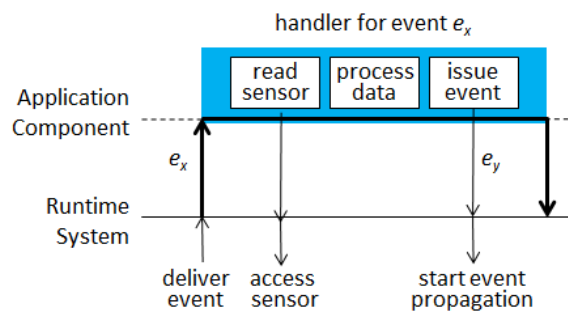 handler for event eₓ
read
sensor
process
data
issue
event
Application
Component
eₓ
e_y
Runtime
System
deliver
event
access
sensor
start event
propagation